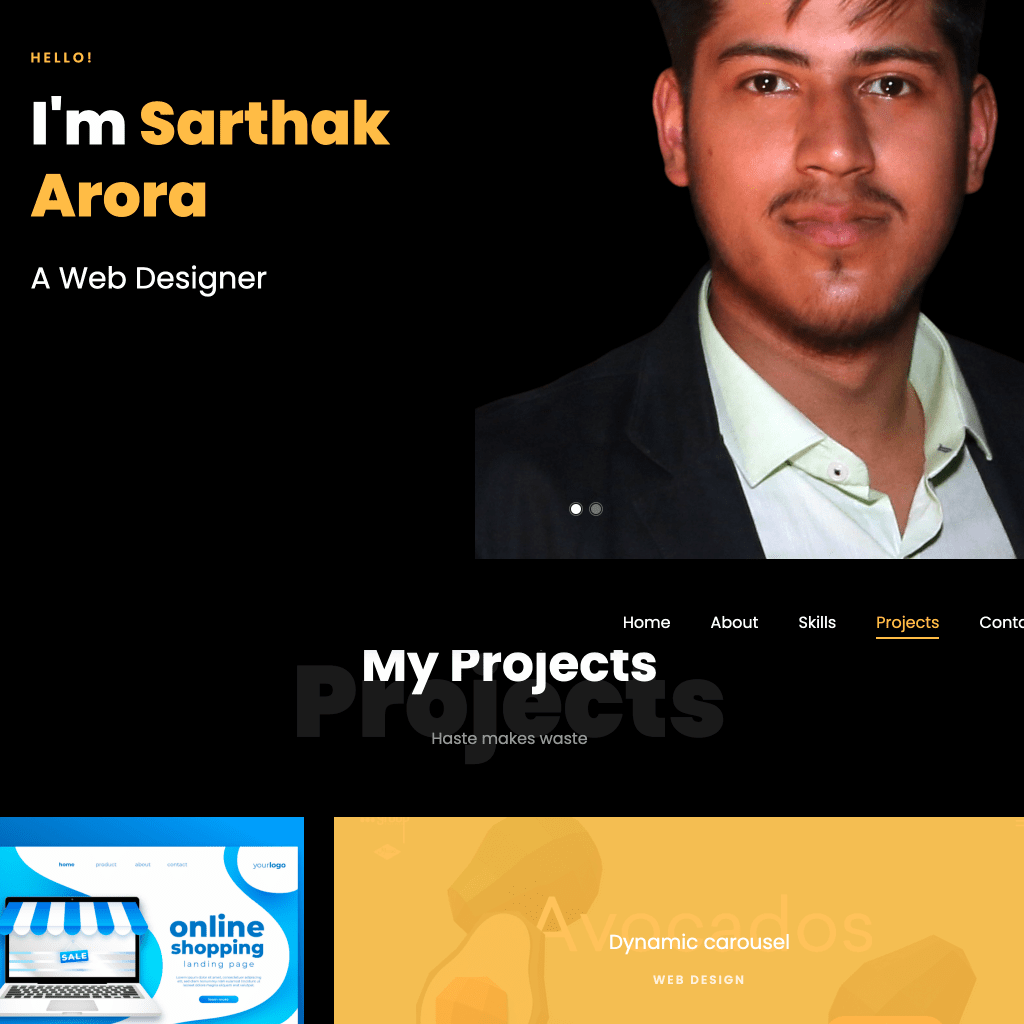 HELLO!
I'm Sarthak
Arora
A Web Designer
Home About Skills Projects
My Projects
Projects
Haste makes waste
home product about contact yourlogo
online
shopping
landing page
SALE
Avocados
Dynamic carousel
WEB DESIGN